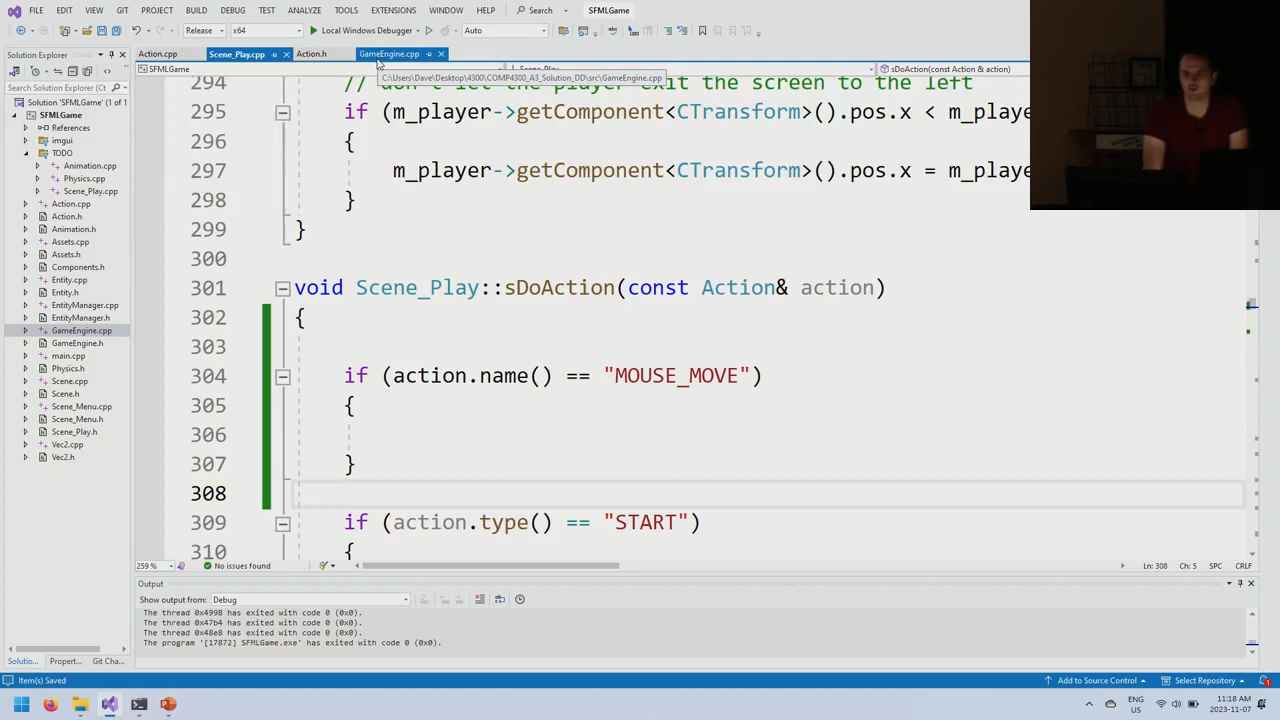 FILE EDIT VIEW GIT PROJECT BUILD DEBUG TEST ANALYZE TOOLS EXTENSIONS WINDOW HELP Search SFMLGame
Release x64 Local Windows Debugger Auto
Solution Explorer
Search Solution Explorer
Solution 'SFMLGame' (1 of 1
SFMLGame
References
imgui
TODO
Animation.cpp
Physics.cpp
Scene_Play.cpp
Action.cpp
Action.h
Animation.h
Assets.cpp
Assets.h
Components.h
Entity.cpp
Entity.h
EntityManager.cpp
EntityManager.h
GameEngine.cpp
GameEngine.h
main.cpp
Physics.h
Scene.cpp
Scene.h
Scene_Menu.cpp
Scene_Menu.h
Scene_Play.h
Vec2.cpp
Vec2.h
Solutio... Propert... Git Cha...
Action.cpp Scene_Play.cpp Action.h GameEngine.cpp
SFMLGame Scene_Play sDoAction(const Action & action)
C:\Users\Dave\Desktop\4300\COMP4300_A3_Solution_DD\src\GameEngine.cpp
294 // don't let the player exit the screen to the left
295 if (m_player->getComponent<CTransform>().pos.x < m_playe
296 {
297 m_player->getComponent<CTransform>().pos.x = m_playe
298 }
299 }
300
301 void Scene_Play::sDoAction(const Action& action)
302 {
303
304 if (action.name() == "MOUSE_MOVE")
305 {
306
307 }
308
309 if (action.type() == "START")
310 {
259 % No issues found Ln: 308 Ch: 5 SPC CRLF
Output
Show output from: Debug
The thread 0x4998 has exited with code 0 (0x0).
The thread 0x47b4 has exited with code 0 (0x0).
The thread 0x48e8 has exited with code 0 (0x0).
The program '[17872] SFMLGame.exe' has exited with code 0 (0x0).
Item(s) Saved Add to Source Control Select Repository 1
ENG
US
11:18 AM
2023-11-07